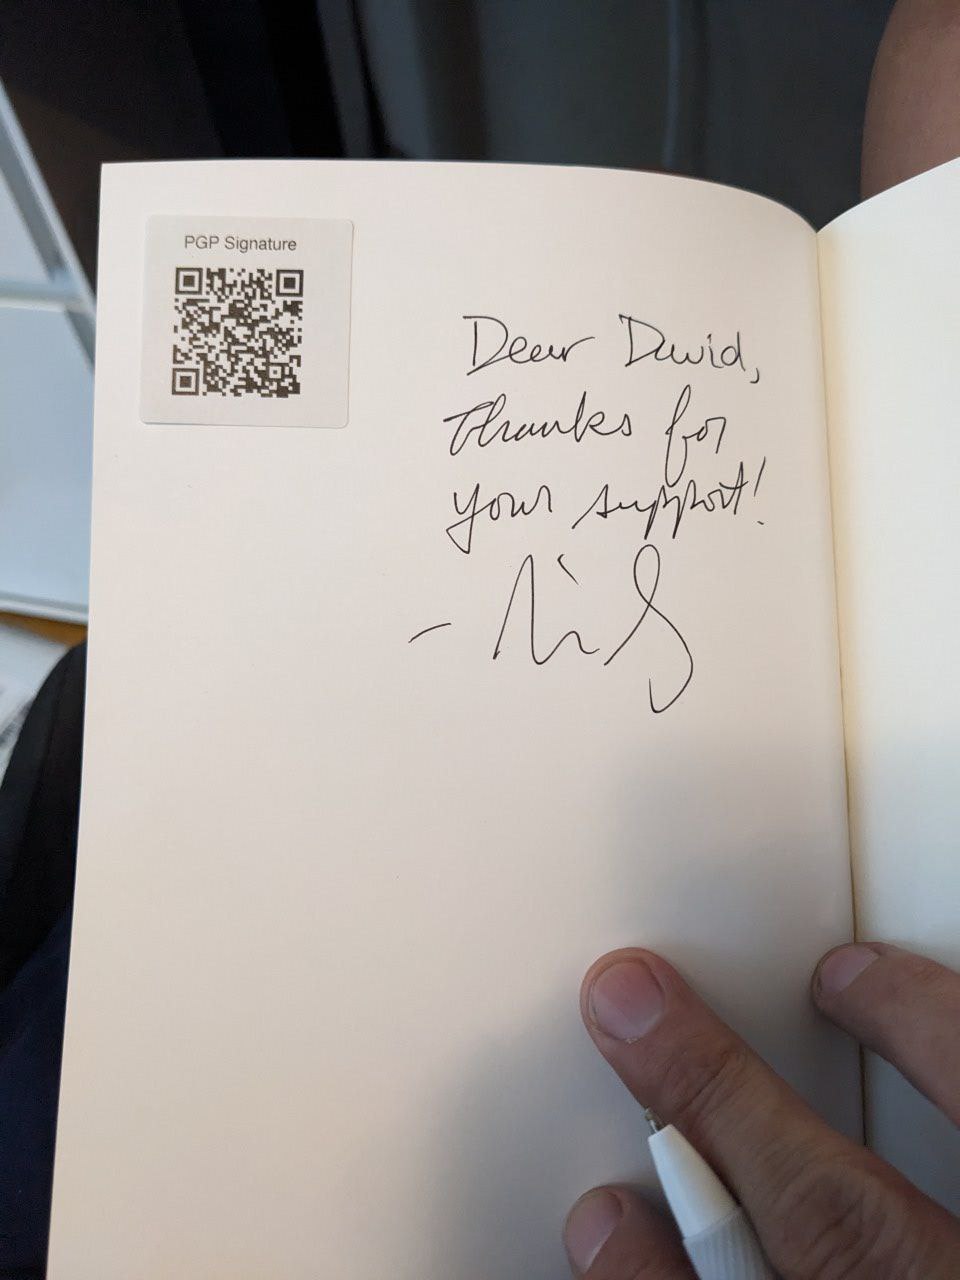 PGP Signature
Dear David,
Thanks for
your support!